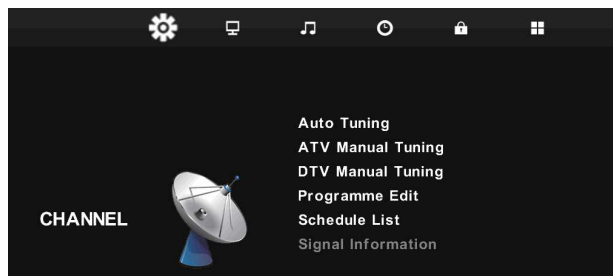 Auto Tuning
ATV Manual Tuning
DTV Manual Tuning
Programme Edit
CHANNEL
Schedule List
Signal Information